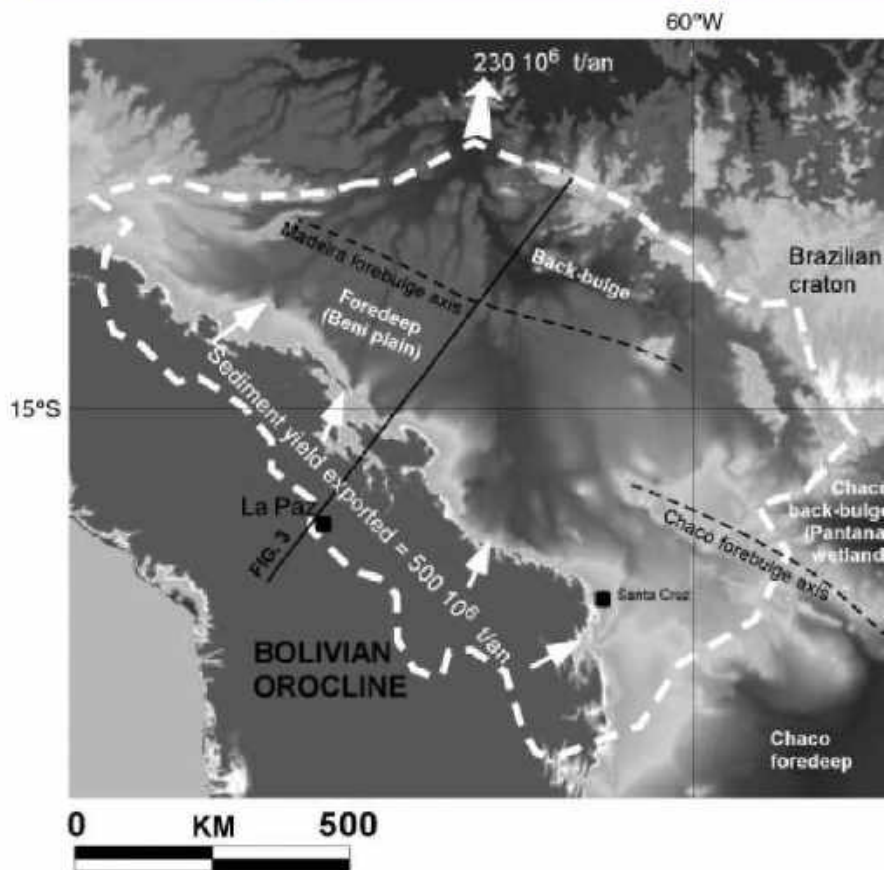 60°W
230 10⁶ t/an
Madeira forebulge axis
Back-bulge
Brazilian
craton
Foredeep
(Beni plain)
15°S
Sediment yield exported = 500 10⁶ t/an
La Paz
FIG. 3
Chaco
back-bulge
(Pantanal
wetland)
Chaco forebulge axis
Santa Cruz
BOLIVIAN
OROCLINE
Chaco
foredeep
0 KM 500